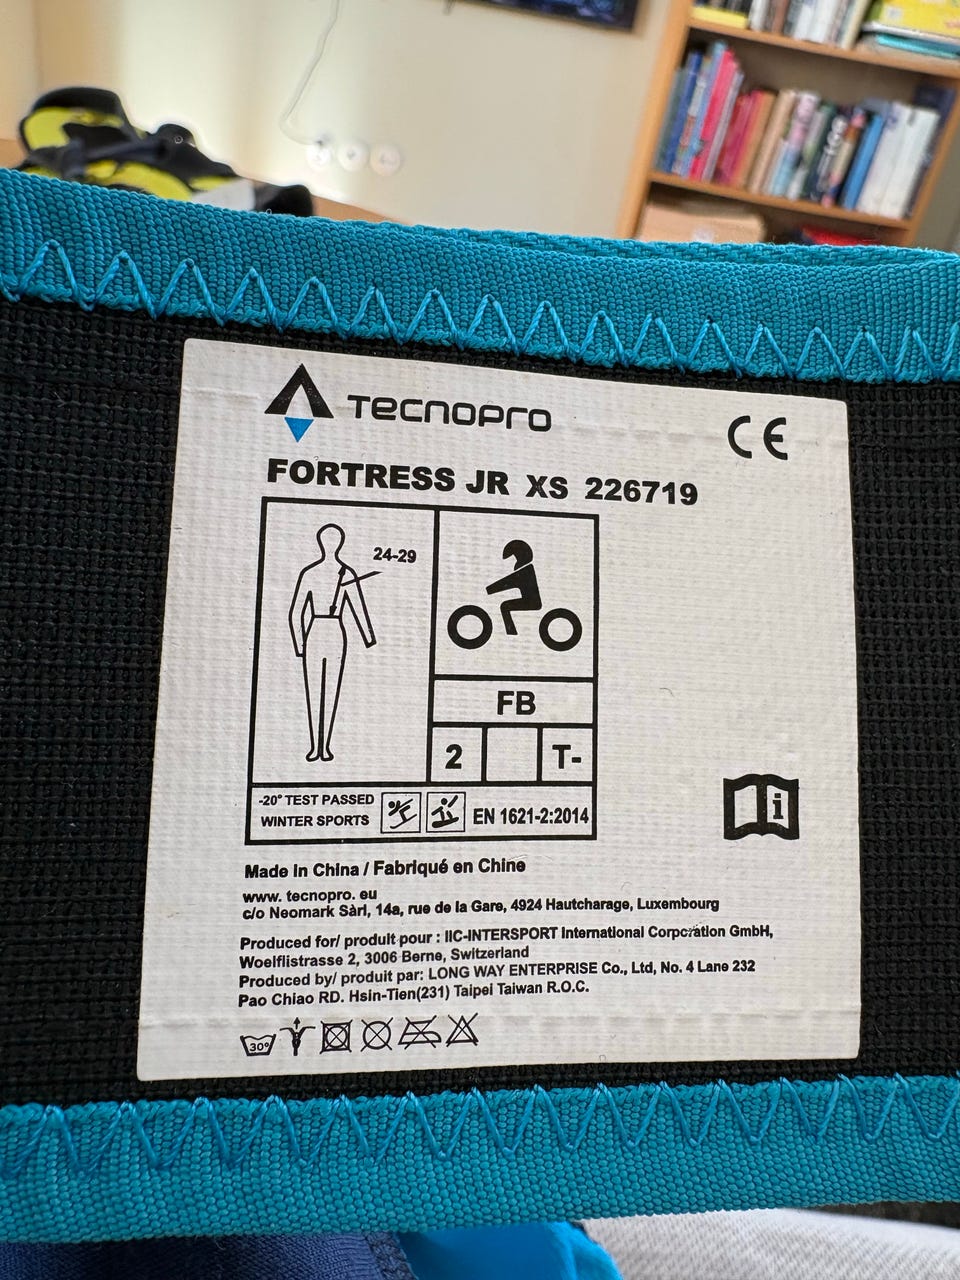 TECNOPRO
CE
FORTRESS JR XS 226719
24-29
FB
2 T-
-20° TEST PASSED
WINTER SPORTS
EN 1621-2:2014
i
Made In China / Fabriqué en Chine
www. tecnopro. eu
c/o Neomark Sàrl, 14a, rue de la Gare, 4924 Hautcharage, Luxembourg
Produced for/ produit pour : IIC-INTERSPORT International Corporation GmbH,
Woelflistrasse 2, 3006 Berne, Switzerland
Produced by/ produit par: LONG WAY ENTERPRISE Co., Ltd, No. 4 Lane 232
Pao Chiao RD. Hsin-Tien(231) Taipei Taiwan R.O.C.
30°